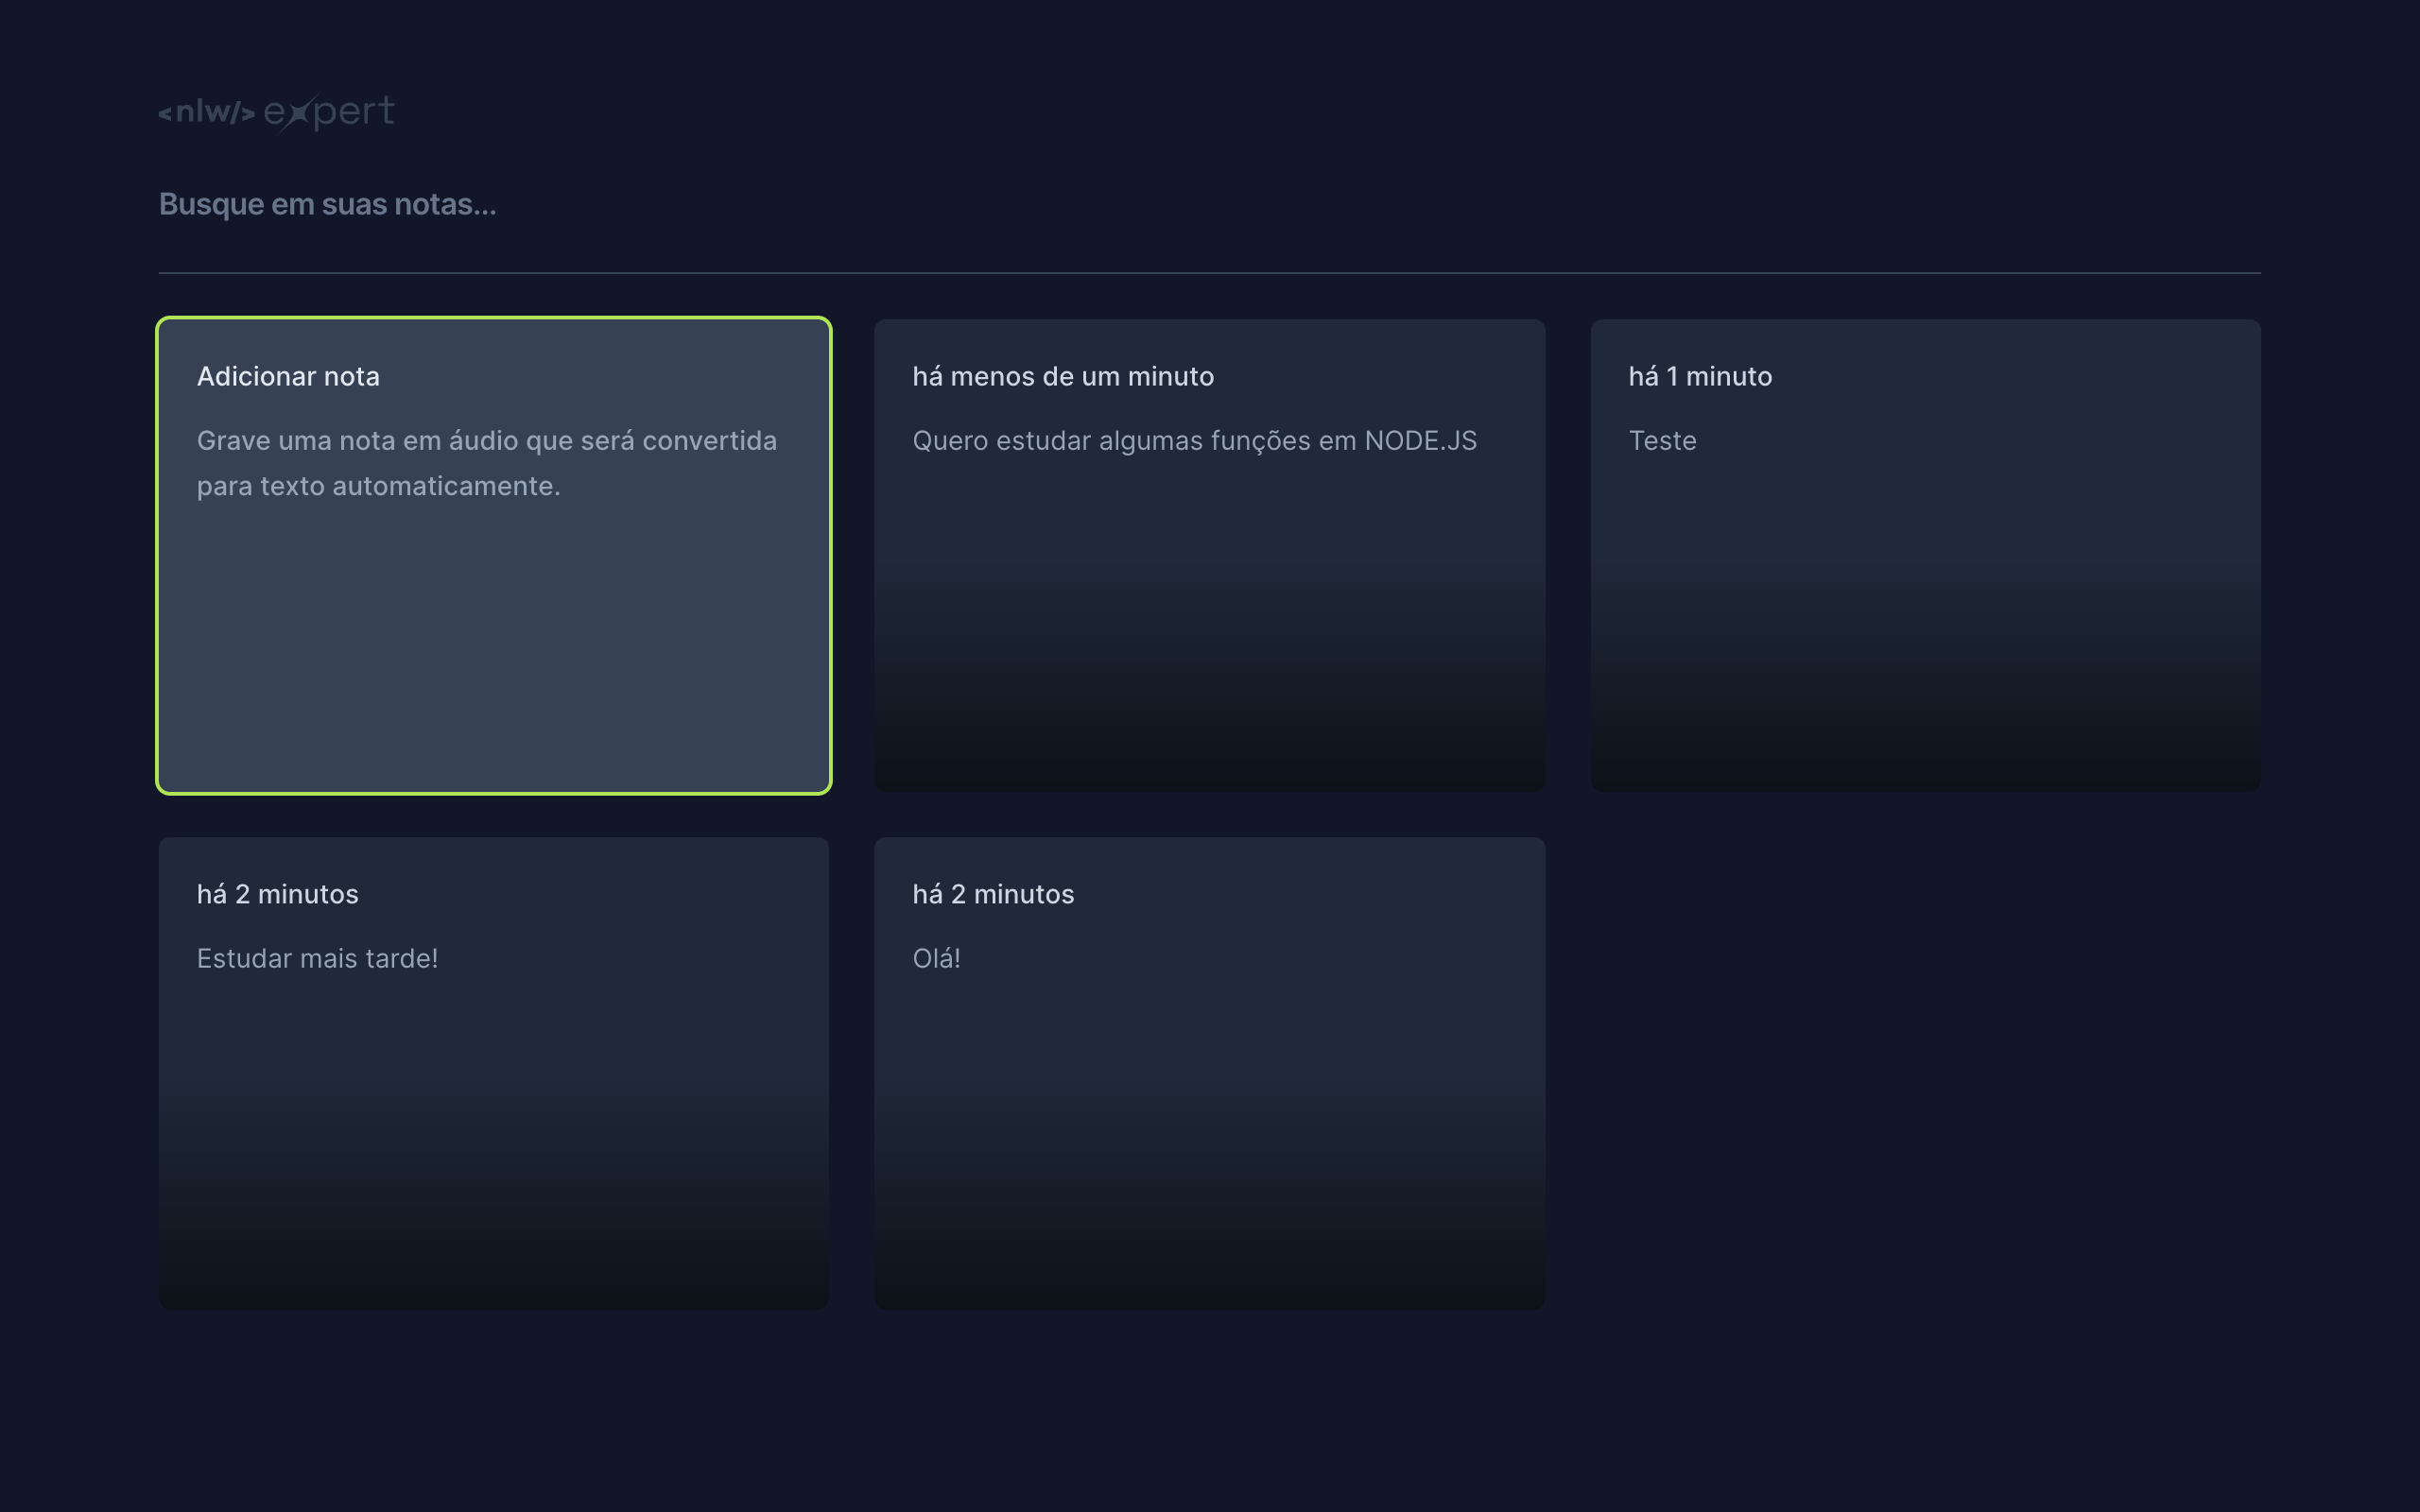 <nlw/> expert
Busque em suas notas...
Adicionar nota
Grave uma nota em áudio que será convertida
para texto automaticamente.
há menos de um minuto
Quero estudar algumas funções em NODE.JS
há 1 minuto
Teste
há 2 minutos
Estudar mais tarde!
há 2 minutos
Olá!